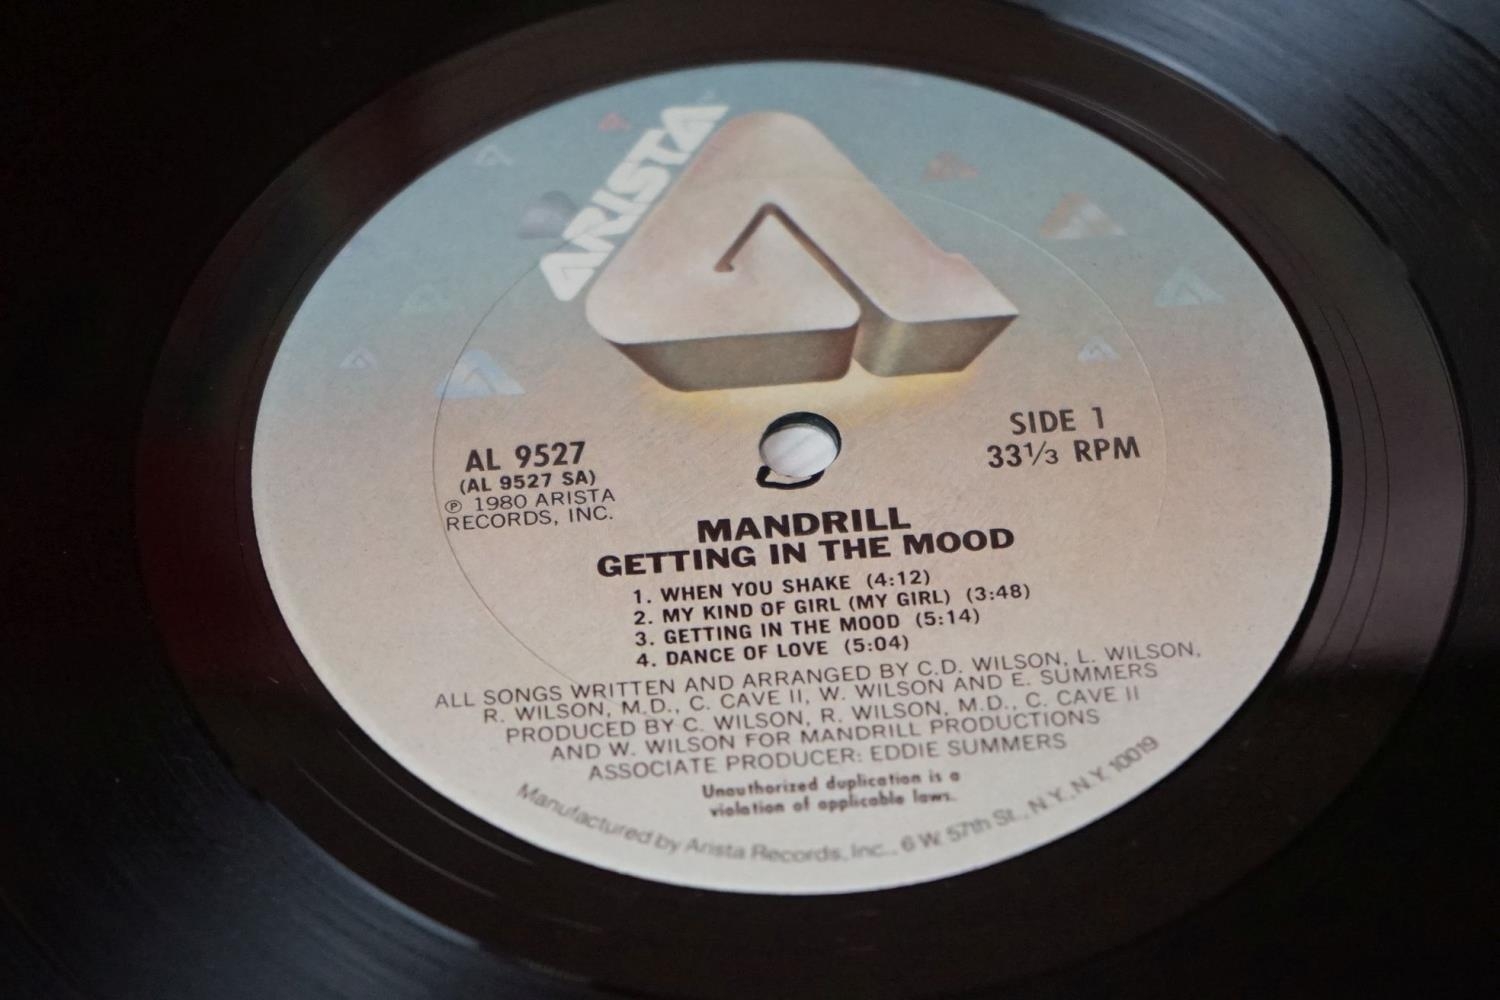 ARISTA
AL 9527
(AL 9527 SA)
℗ 1980 ARISTA
RECORDS, INC.
SIDE 1
33⅓ RPM
MANDRILL
GETTING IN THE MOOD
1. WHEN YOU SHAKE (4:12)
2. MY KIND OF GIRL (MY GIRL) (3:48)
3. GETTING IN THE MOOD (5:14)
4. DANCE OF LOVE (5:04)
ALL SONGS WRITTEN AND ARRANGED BY C.D. WILSON, L. WILSON,
R. WILSON, M.D., C. CAVE II, W. WILSON AND E. SUMMERS
PRODUCED BY C. WILSON, R. WILSON, M.D., C. CAVE II
AND W. WILSON FOR MANDRILL PRODUCTIONS
ASSOCIATE PRODUCER: EDDIE SUMMERS
Unauthorized duplication is a
violation of applicable laws.
Manufactured by Arista Records, Inc., 6 W. 57th St., N.Y., N.Y. 10019